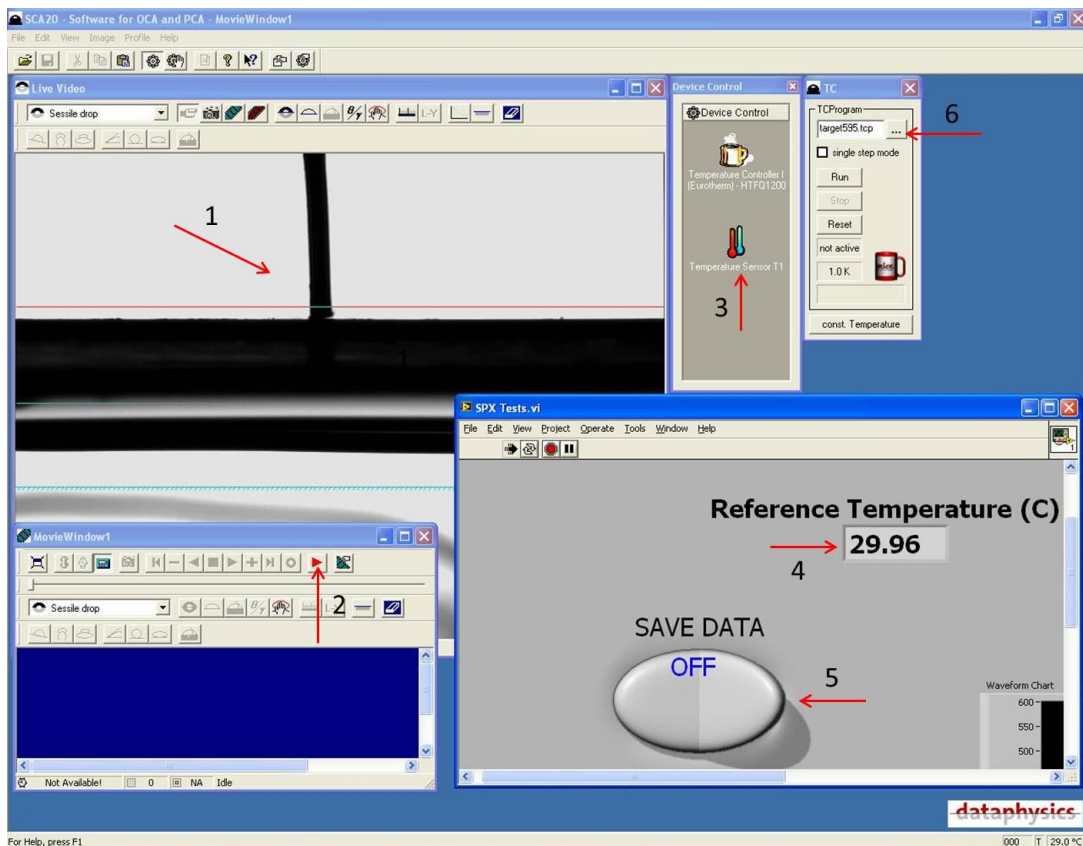 SCA20 - Software for OCA and PCA - MovieWindow1
File Edit View Image Profile Help
Live Video
Sessile drop
L-Y
1
Device Control
Device Control
Temperature Controller I
(Eurotherm) - HTFQ1200
Temperature Sensor T1
3
TC
TCProgram
target595.tcp
...
6
single step mode
Run
Stop
Reset
not active
1.0 K
const. Temperature
SPX Tests.vi
File Edit View Project Operate Tools Window Help
Reference Temperature (C)
29.96
4
SAVE DATA
OFF
5
Waveform Chart
600
550
500
MovieWindow1
2
Sessile drop
Not Available! 0 NA Idle
dataphysics
For Help, press F1
000 T 29.0 °C